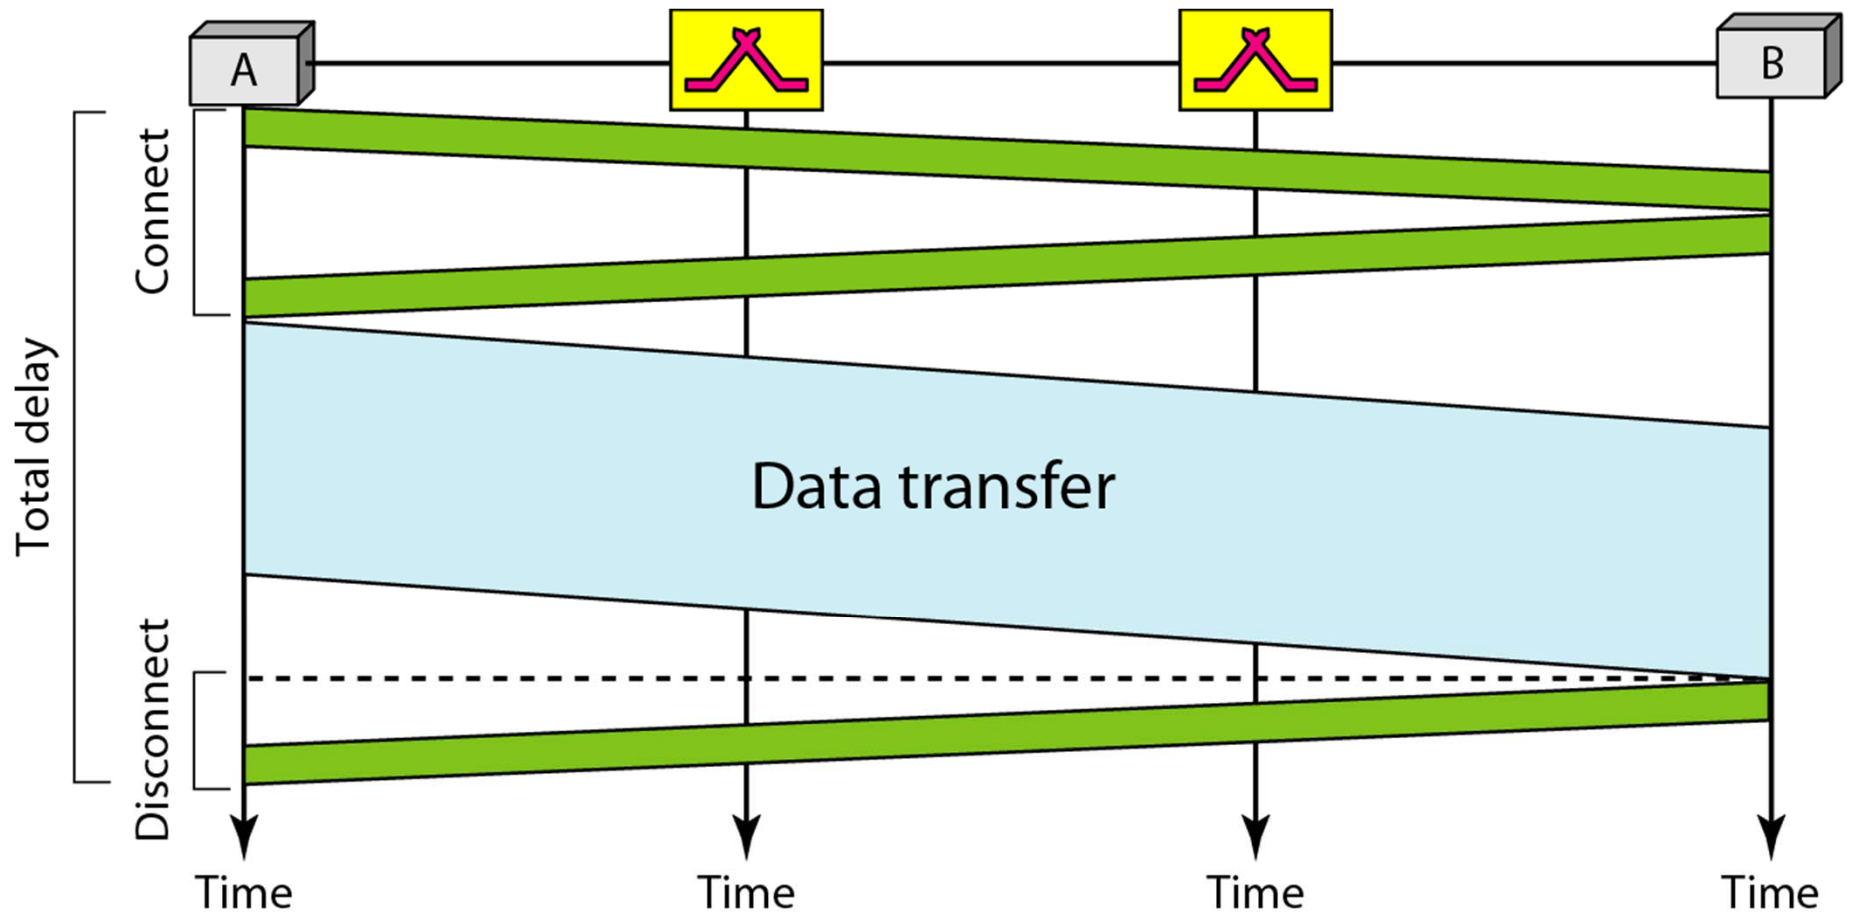 A
B
Connect
Total delay
Data transfer
Disconnect
Time
Time
Time
Time